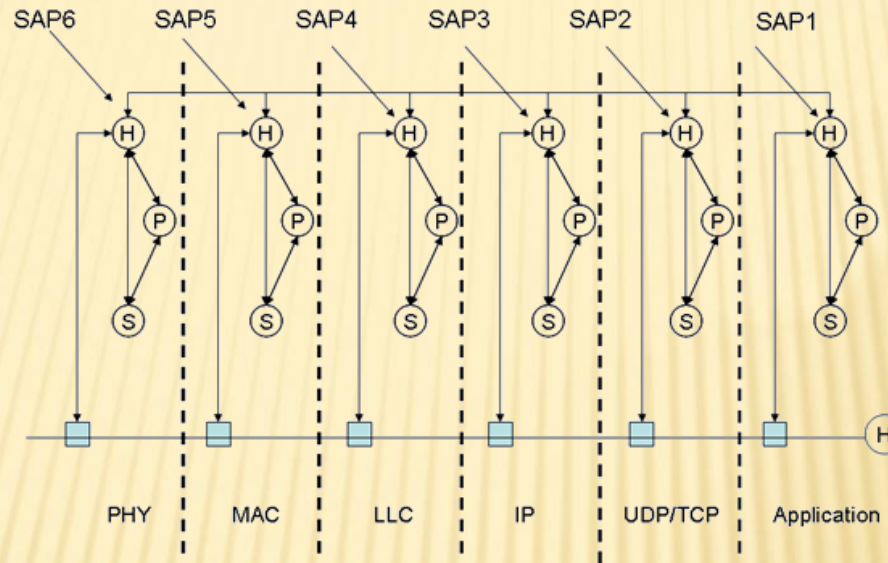 SAP6 SAP5 SAP4 SAP3 SAP2 SAP1
H H H H H H
P P P P P P
S S S S S S
H
PHY MAC LLC IP UDP/TCP Application